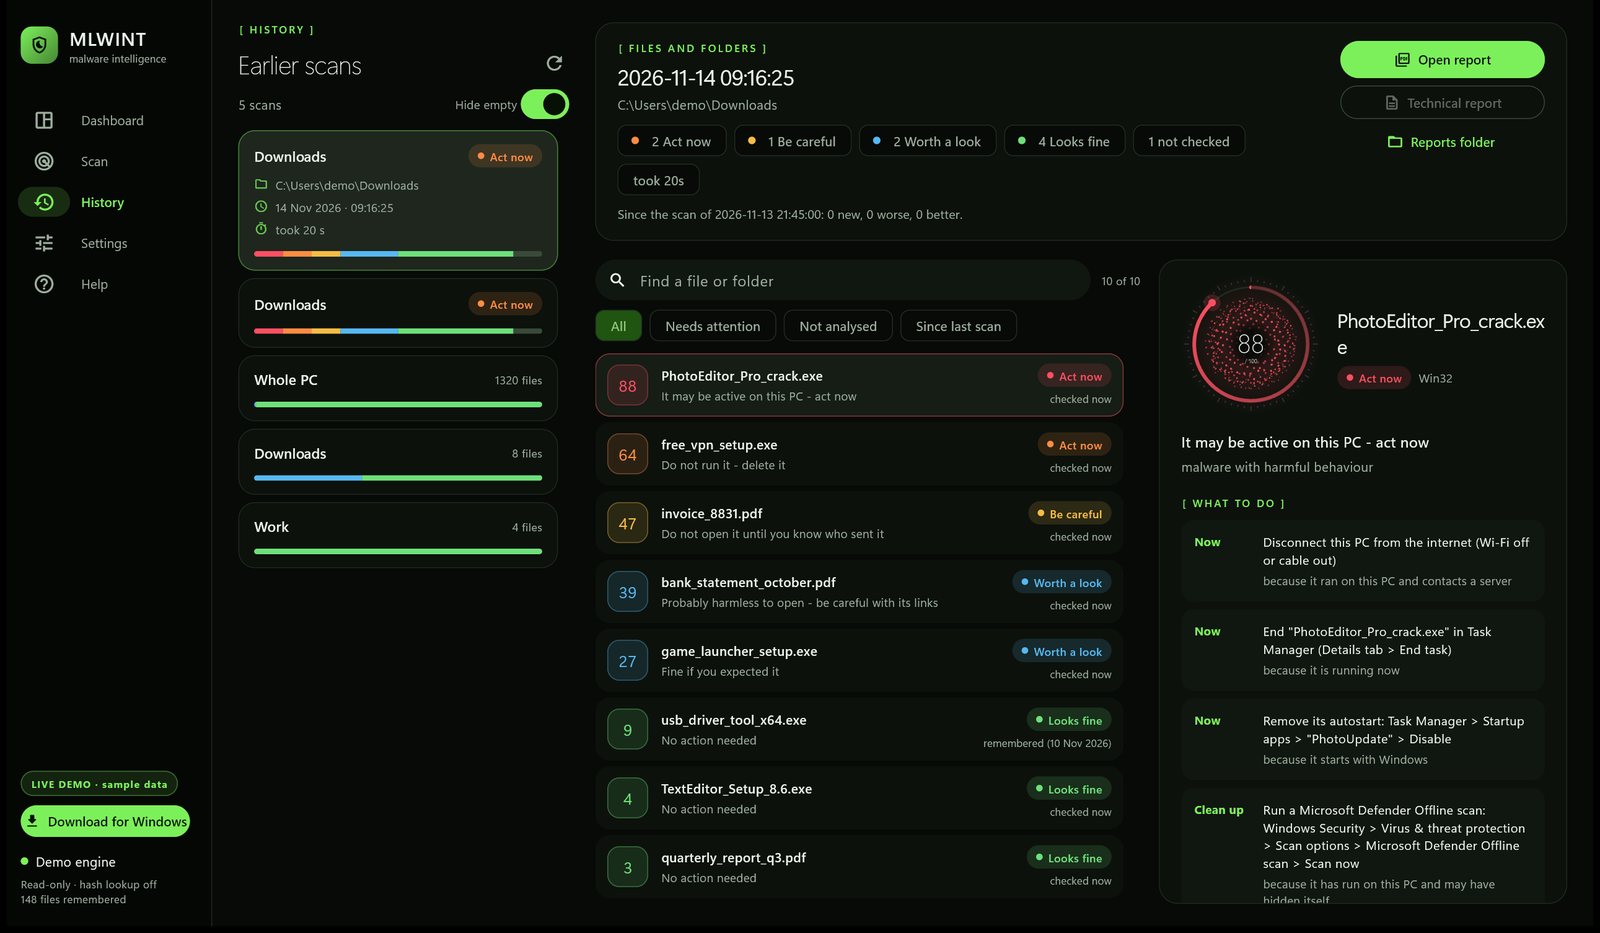 MLWINT
malware intelligence
Dashboard
Scan
History
Settings
Help
LIVE DEMO · sample data
Download for Windows
Demo engine
Read-only · hash lookup off
148 files remembered
[ HISTORY ]
Earlier scans
5 scans
Hide empty
Downloads
Act now
C:\Users\demo\Downloads
14 Nov 2026 · 09:16:25
took 20 s
Downloads
Act now
Whole PC
1320 files
Downloads
8 files
Work
4 files
[ FILES AND FOLDERS ]
2026-11-14 09:16:25
C:\Users\demo\Downloads
2 Act now
1 Be careful
2 Worth a look
4 Looks fine
1 not checked
took 20s
Since the scan of 2026-11-13 21:45:00: 0 new, 0 worse, 0 better.
Open report
Technical report
Reports folder
Find a file or folder
10 of 10
All
Needs attention
Not analysed
Since last scan
88
PhotoEditor_Pro_crack.exe
It may be active on this PC - act now
Act now
checked now
64
free_vpn_setup.exe
Do not run it - delete it
Act now
checked now
47
invoice_8831.pdf
Do not open it until you know who sent it
Be careful
checked now
39
bank_statement_october.pdf
Probably harmless to open - be careful with its links
Worth a look
checked now
27
game_launcher_setup.exe
Fine if you expected it
Worth a look
checked now
9
usb_driver_tool_x64.exe
No action needed
Looks fine
remembered (10 Nov 2026)
4
TextEditor_Setup_8.6.exe
No action needed
Looks fine
checked now
3
quarterly_report_q3.pdf
No action needed
Looks fine
checked now
88
/ 100
PhotoEditor_Pro_crack.ex
e
Act now
Win32
It may be active on this PC - act now
malware with harmful behaviour
[ WHAT TO DO ]
Now
Disconnect this PC from the internet (Wi-Fi off
or cable out)
because it ran on this PC and contacts a server
Now
End "PhotoEditor_Pro_crack.exe" in Task
Manager (Details tab > End task)
because it is running now
Now
Remove its autostart: Task Manager > Startup
apps > "PhotoUpdate" > Disable
because it starts with Windows
Clean up
Run a Microsoft Defender Offline scan:
Windows Security > Virus & threat protection
> Scan options > Microsoft Defender Offline
scan > Scan now
because it has run on this PC and may have
hidden itself